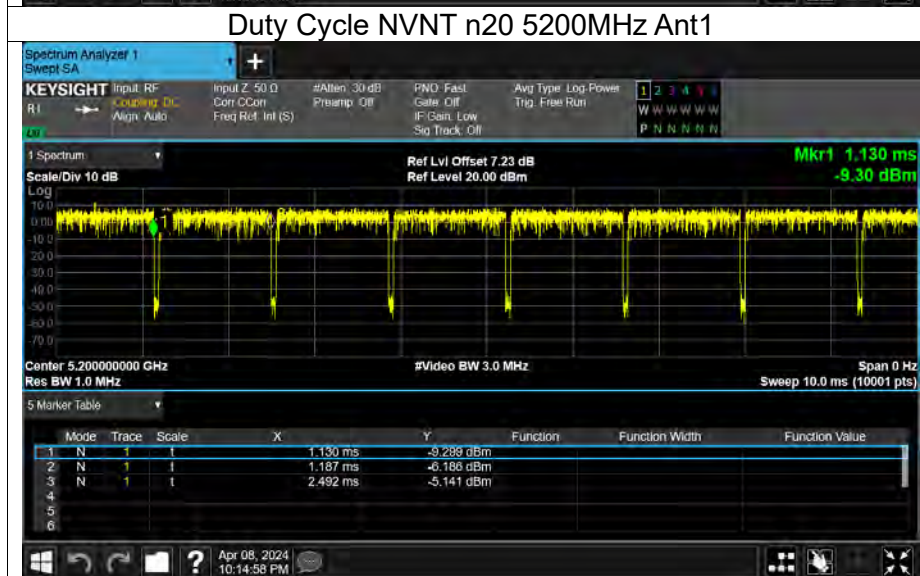 Duty Cycle NVNT n20 5200MHz Ant1
Spectrum Analyzer 1
Swept SA
+
KEYSIGHT Input: RF Input Z: 50 Ω #Atten: 30 dB PNO: Fast Avg Type: Log-Power 1 2 3 4 5 6
Coupling: DC Corr CCorr Preamp: Off Gate: Off Trig: Free Run W W W W W W
Align: Auto Freq Ref: Int (S) IF Gain: Low
Sig Track: Off P N N N N N
1 Spectrum Ref Lvl Offset 7.23 dB Mkr1 1.130 ms
Scale/Div 10 dB Ref Level 20.00 dBm -9.30 dBm
Log
10.0
0.00
-10.0
-20.0
-30.0
-40.0
-50.0
-60.0
-70.0
1
Center 5.200000000 GHz #Video BW 3.0 MHz Span 0 Hz
Res BW 1.0 MHz Sweep 10.0 ms (10001 pts)
5 Marker Table
Mode Trace Scale X Y Function Function Width Function Value
1 N 1 t 1.130 ms -9.299 dBm
2 N 1 t 1.187 ms -6.186 dBm
3 N 1 t 2.492 ms -5.141 dBm
4
5
6
? Apr 08, 2024
10:14:58 PM